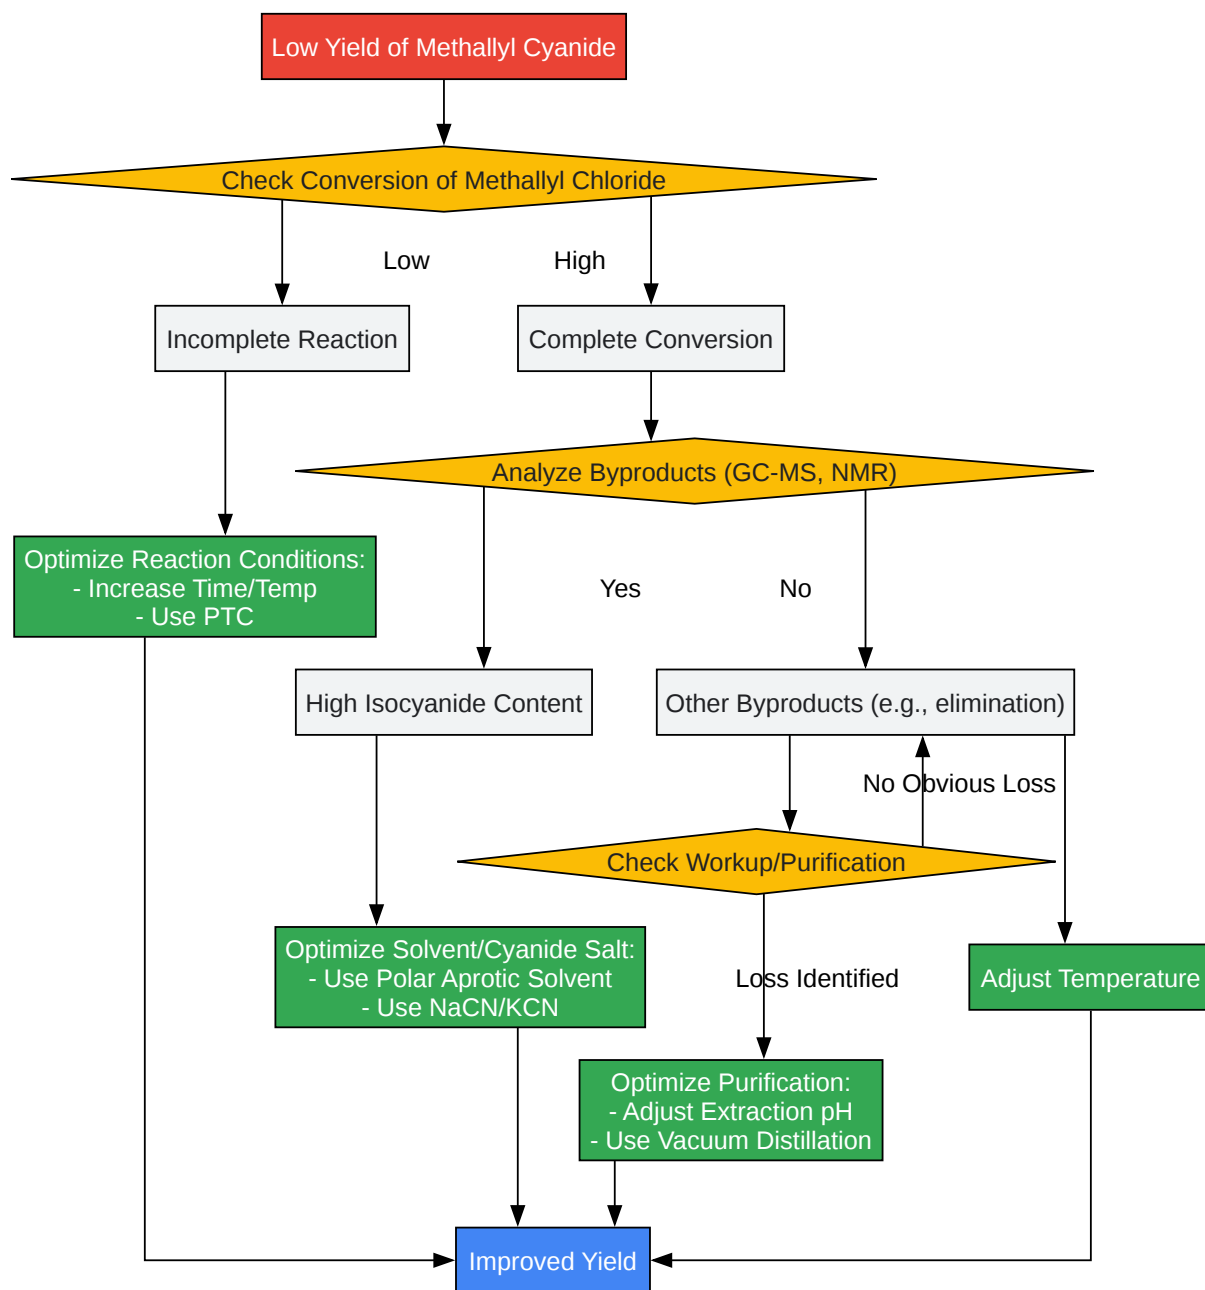 Low Yield of Methallyl Cyanide
Check Conversion of Methallyl Chloride
Low
High
Incomplete Reaction
Complete Conversion
Analyze Byproducts (GC-MS, NMR)
Optimize Reaction Conditions:
- Increase Time/Temp
- Use PTC
Yes
No
High Isocyanide Content
Other Byproducts (e.g., elimination)
No Obvious Loss
Check Workup/Purification
Optimize Solvent/Cyanide Salt:
- Use Polar Aprotic Solvent
- Use NaCN/KCN
Loss Identified
Adjust Temperature
Optimize Purification:
- Adjust Extraction pH
- Use Vacuum Distillation
Improved Yield